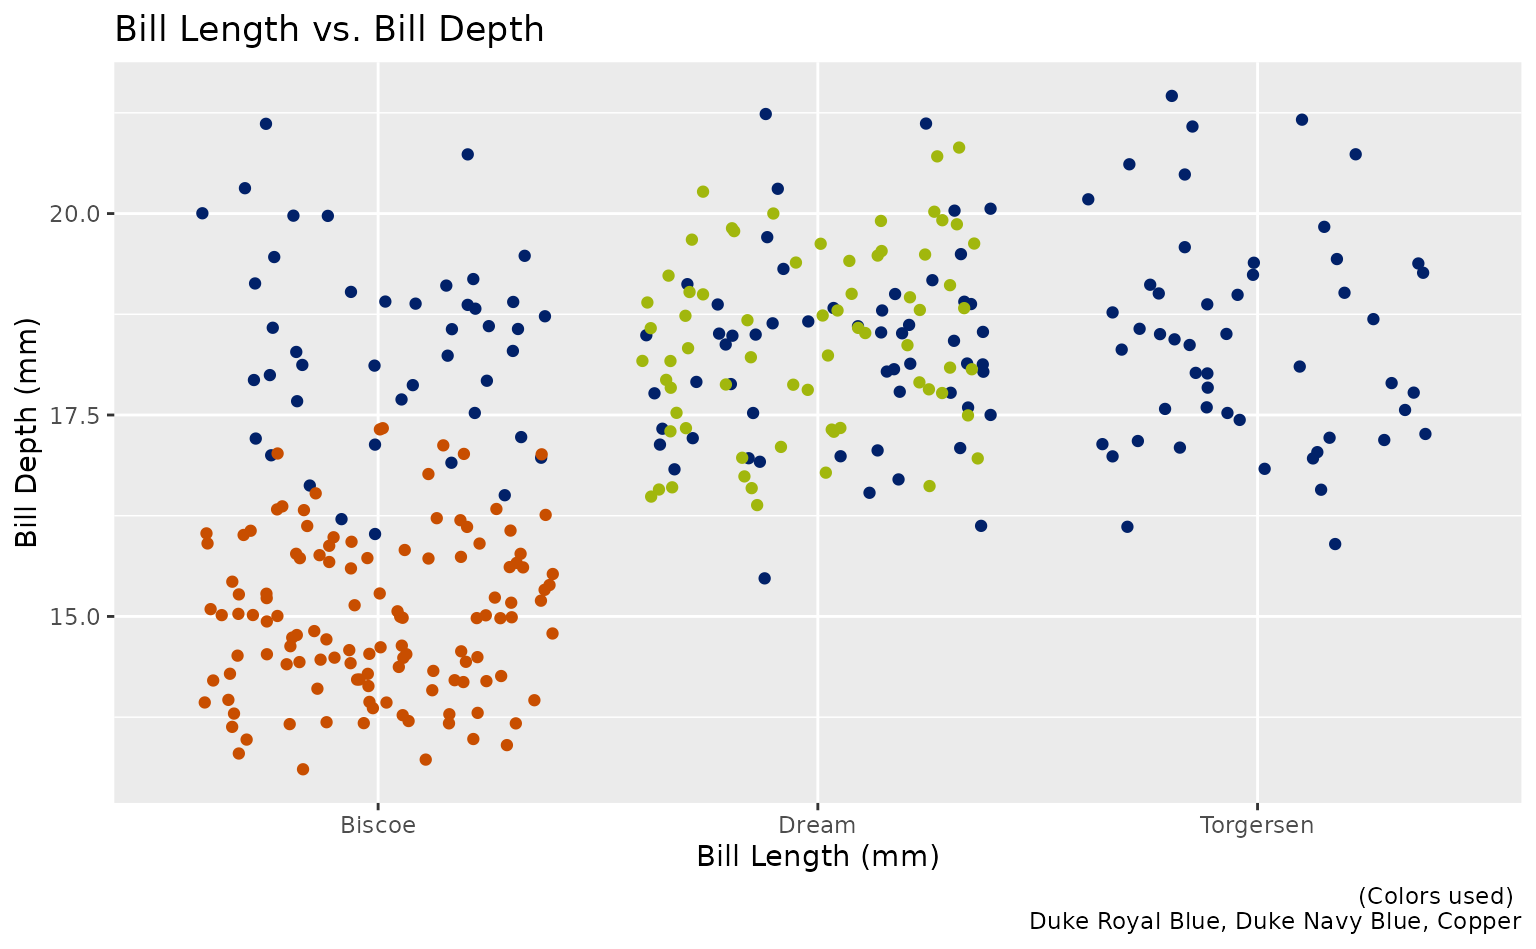 Bill Length vs. Bill Depth
Bill Depth (mm)
20.0
17.5
15.0
Biscoe
Dream
Torgersen
Bill Length (mm)
(Colors used)
Duke Royal Blue, Duke Navy Blue, Copper